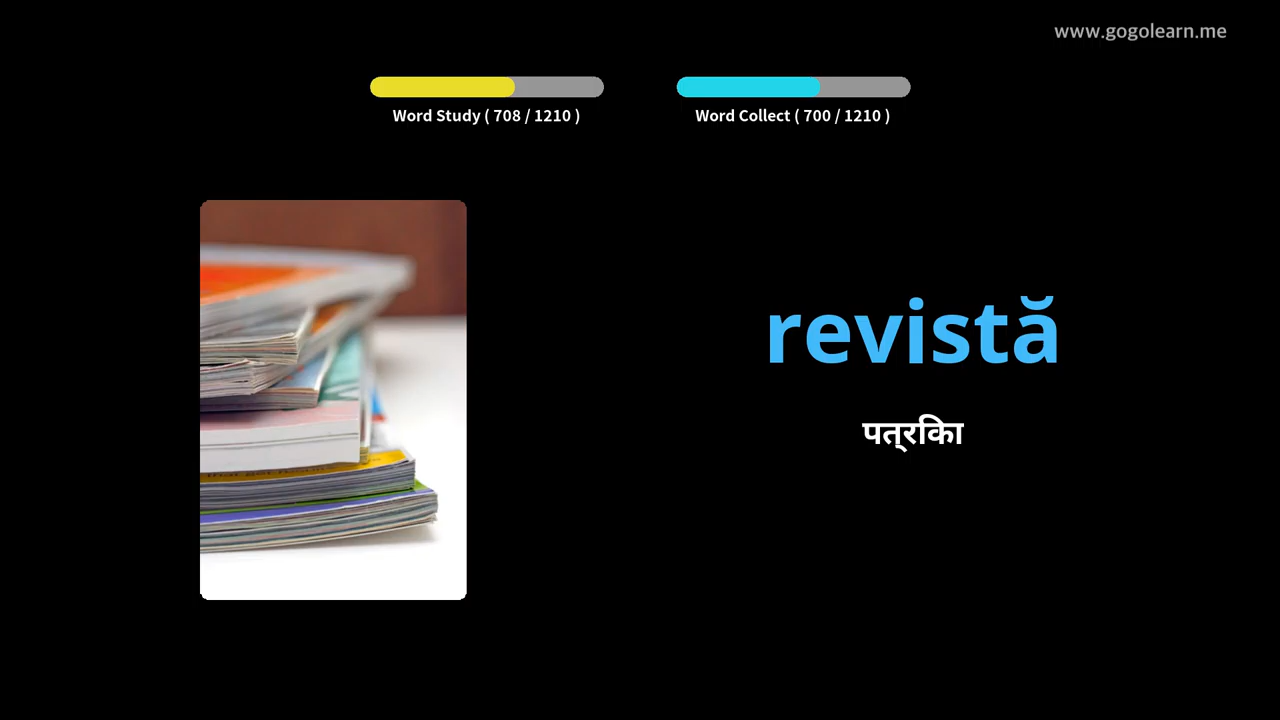 www.gogolearn.me
Word Study ( 708 / 1210 )
Word Collect ( 700 / 1210 )
revistă
पत्रिका